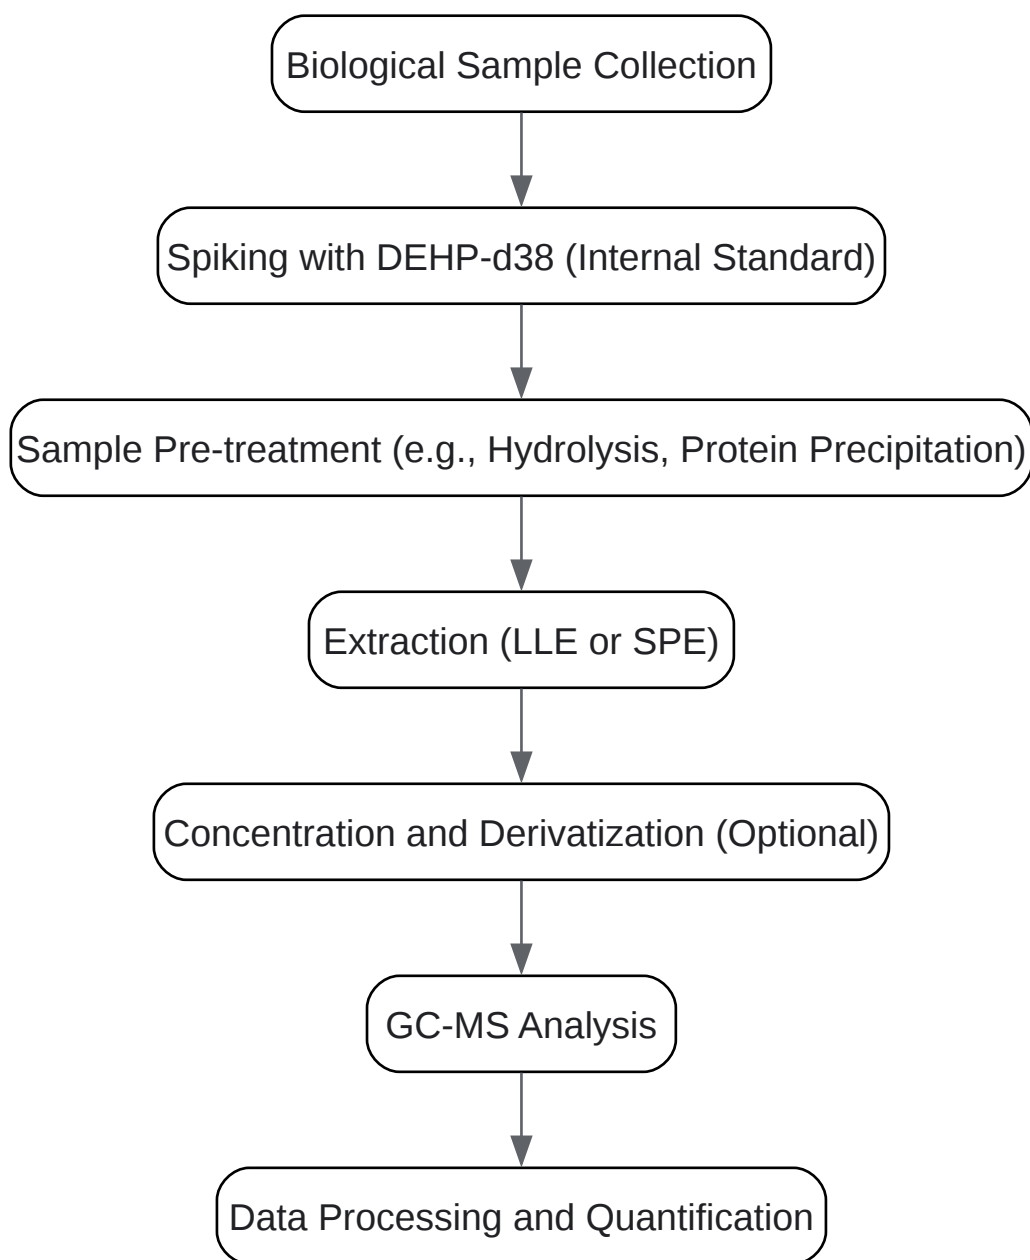 Biological Sample Collection
Spiking with DEHP-d38 (Internal Standard)
Sample Pre-treatment (e.g., Hydrolysis, Protein Precipitation)
Extraction (LLE or SPE)
Concentration and Derivatization (Optional)
GC-MS Analysis
Data Processing and Quantification